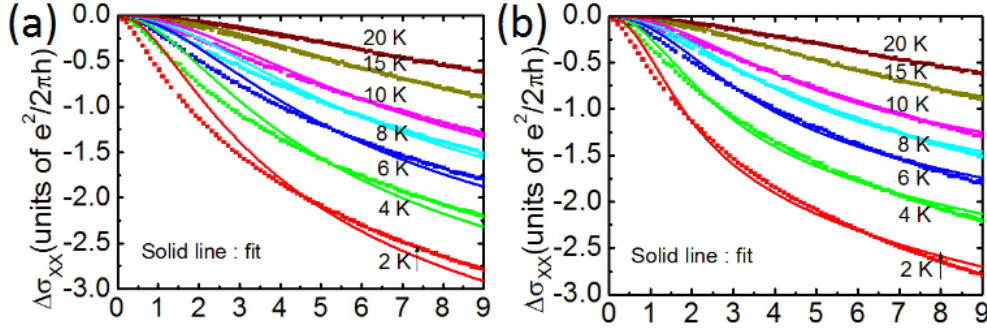 (a)
Δσxx(units of e²/2πh)
0.0
-0.5
-1.0
-1.5
-2.0
-2.5
-3.0
20 K
15 K
10 K
8 K
6 K
4 K
2 K
Solid line : fit
0 1 2 3 4 5 6 7 8 9
(b)
Δσxx(units of e²/2πh)
0.0
-0.5
-1.0
-1.5
-2.0
-2.5
-3.0
20 K
15 K
10 K
8 K
6 K
4 K
2 K
Solid line : fit
0 1 2 3 4 5 6 7 8 9